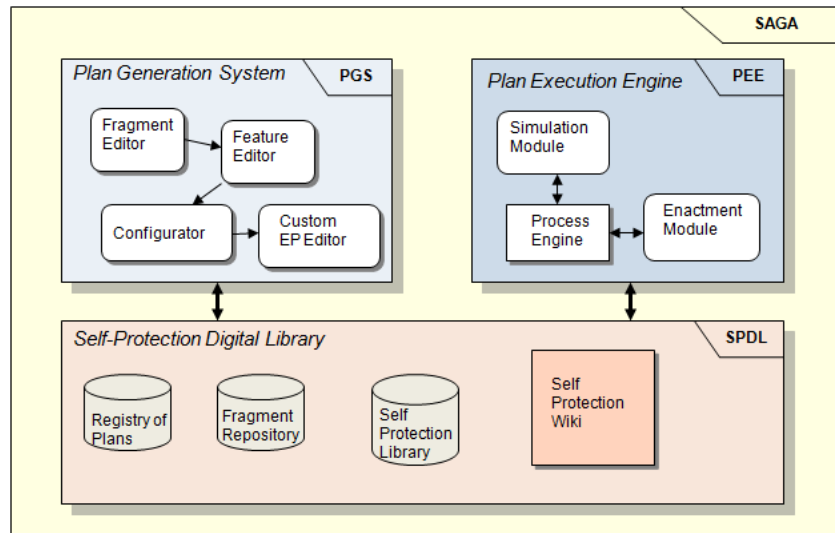 SAGA
Plan Generation System
PGS
Fragment
Editor
Feature
Editor
Configurator
Custom
EP Editor
Plan Execution Engine
PEE
Simulation
Module
Process
Engine
Enactment
Module
Self-Protection Digital Library
SPDL
Registry of
Plans
Fragment
Repository
Self
Protection
Library
Self
Protection
Wiki